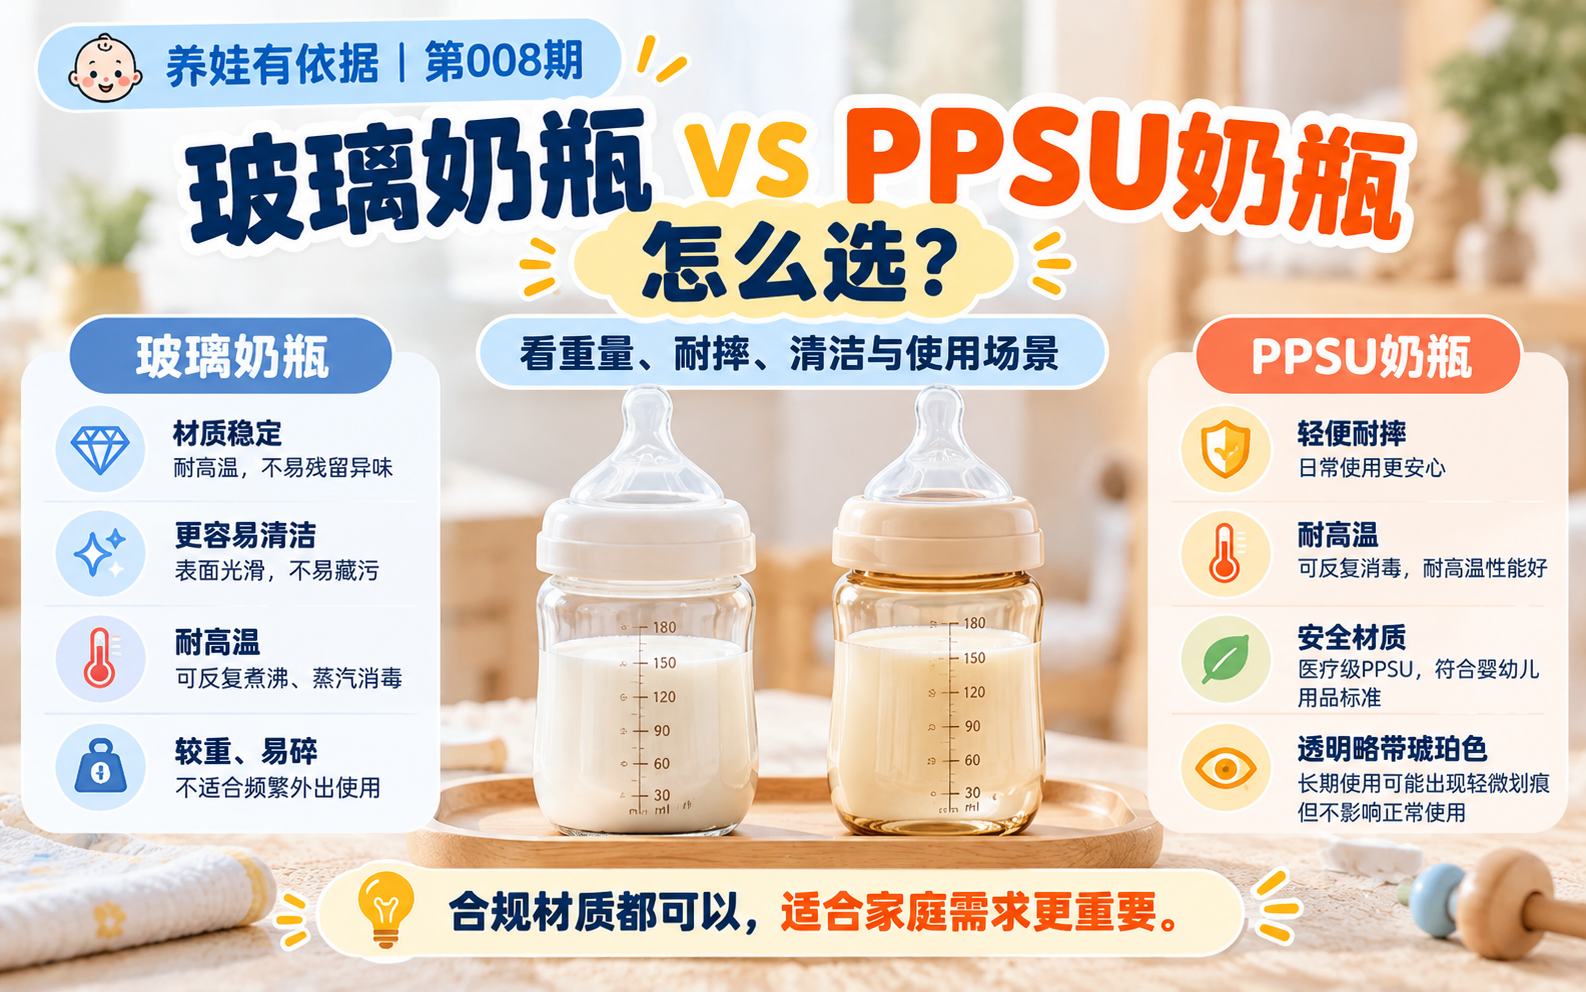 养娃有依据 | 第008期
玻璃奶瓶 VS PPSU奶瓶
怎么选?
看重量、耐摔、清洁与使用场景
玻璃奶瓶
材质稳定
耐高温，不易残留异味
更容易清洁
表面光滑，不易藏污
耐高温
可反复煮沸、蒸汽消毒
较重、易碎
不适合频繁外出使用
180
150
120
90
60
30
ml
180
150
120
90
60
30
ml
PPSU奶瓶
轻便耐摔
日常使用更安心
耐高温
可反复消毒，耐高温性能好
安全材质
医疗级PPSU，符合婴幼儿
用品标准
透明略带琥珀色
长期使用可能出现轻微划痕
但不影响正常使用
合规材质都可以，适合家庭需求更重要。